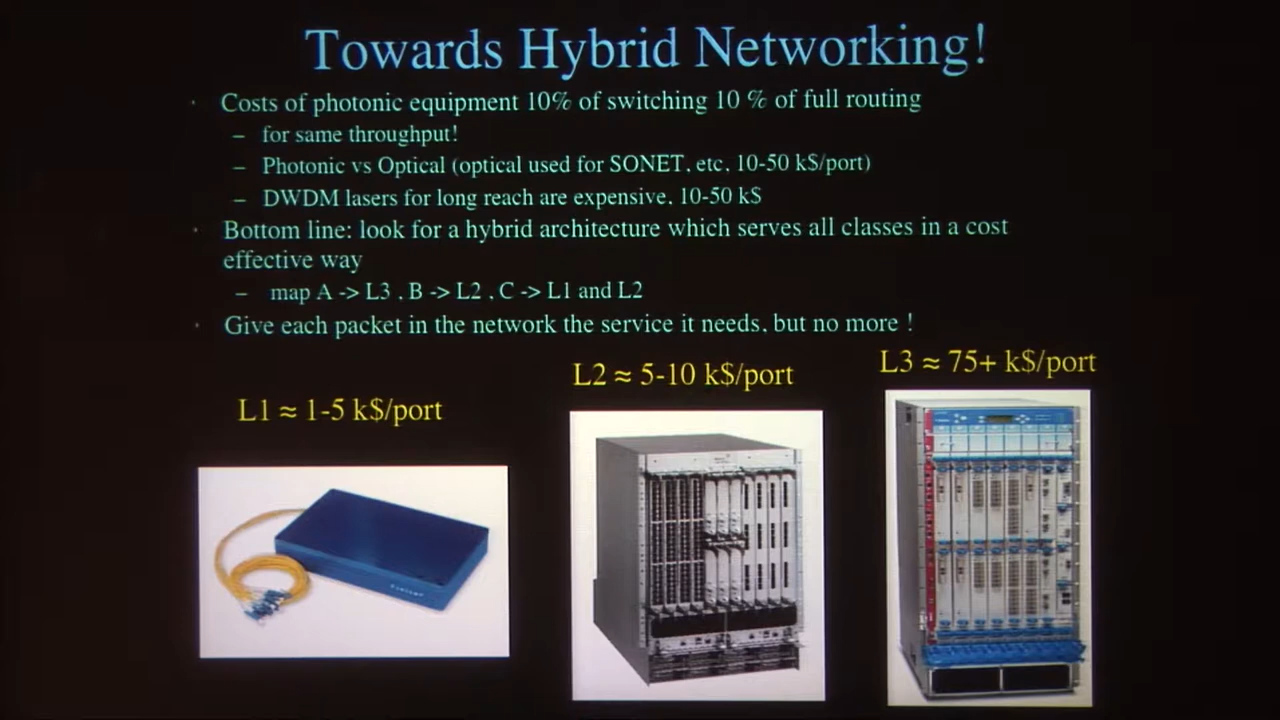 Towards Hybrid Networking!
· Costs of photonic equipment 10% of switching 10 % of full routing
– for same throughput!
– Photonic vs Optical (optical used for SONET, etc, 10-50 k$/port)
– DWDM lasers for long reach are expensive, 10-50 k$
· Bottom line: look for a hybrid architecture which serves all classes in a cost
effective way
– map A -> L3 , B -> L2 , C -> L1 and L2
· Give each packet in the network the service it needs, but no more !
L1 ≈ 1-5 k$/port
L2 ≈ 5-10 k$/port
L3 ≈ 75+ k$/port